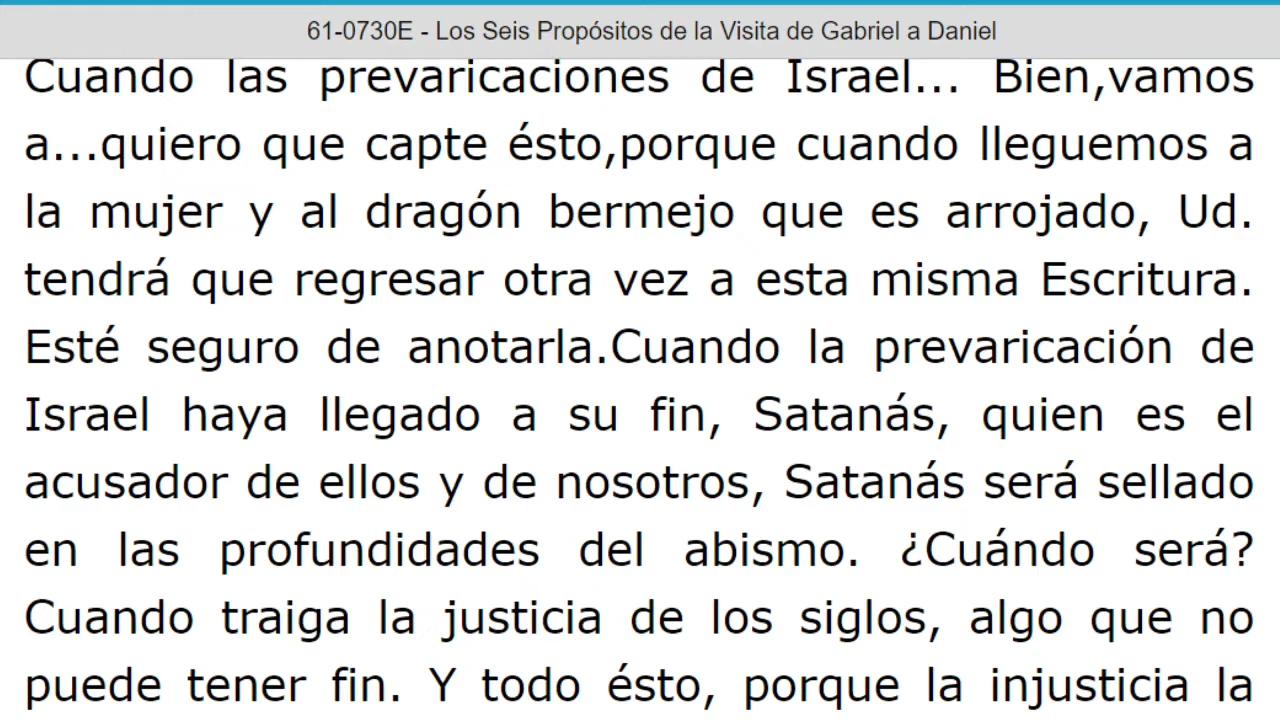 61-0730E - Los Seis Propósitos de la Visita de Gabriel a Daniel
Cuando las prevaricaciones de Israel... Bien,vamos
a...quiero que capte ésto,porque cuando lleguemos a
la mujer y al dragón bermejo que es arrojado, Ud.
tendrá que regresar otra vez a esta misma Escritura.
Esté seguro de anotarla.Cuando la prevaricación de
Israel haya llegado a su fin, Satanás, quien es el
acusador de ellos y de nosotros, Satanás será sellado
en las profundidades del abismo. ¿Cuándo será?
Cuando traiga la justicia de los siglos, algo que no
puede tener fin. Y todo ésto, porque la injusticia la